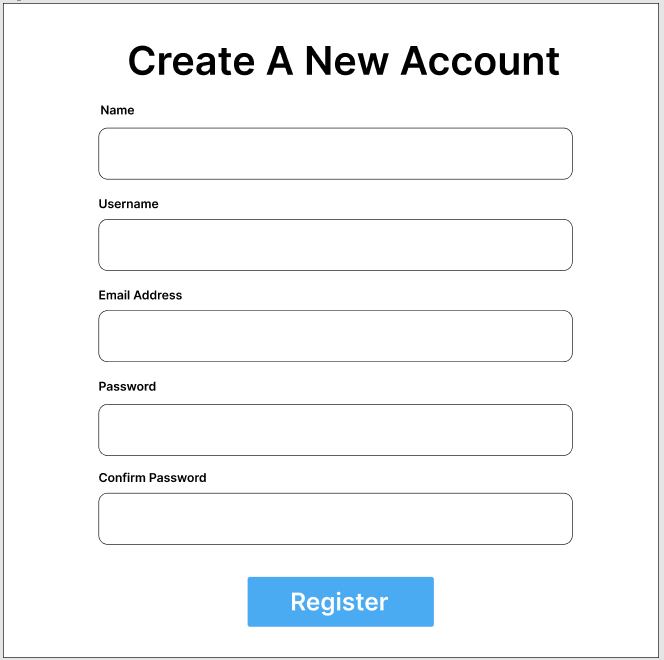 Create A New Account
Name
Username
Email Address
Password
Confirm Password
Register